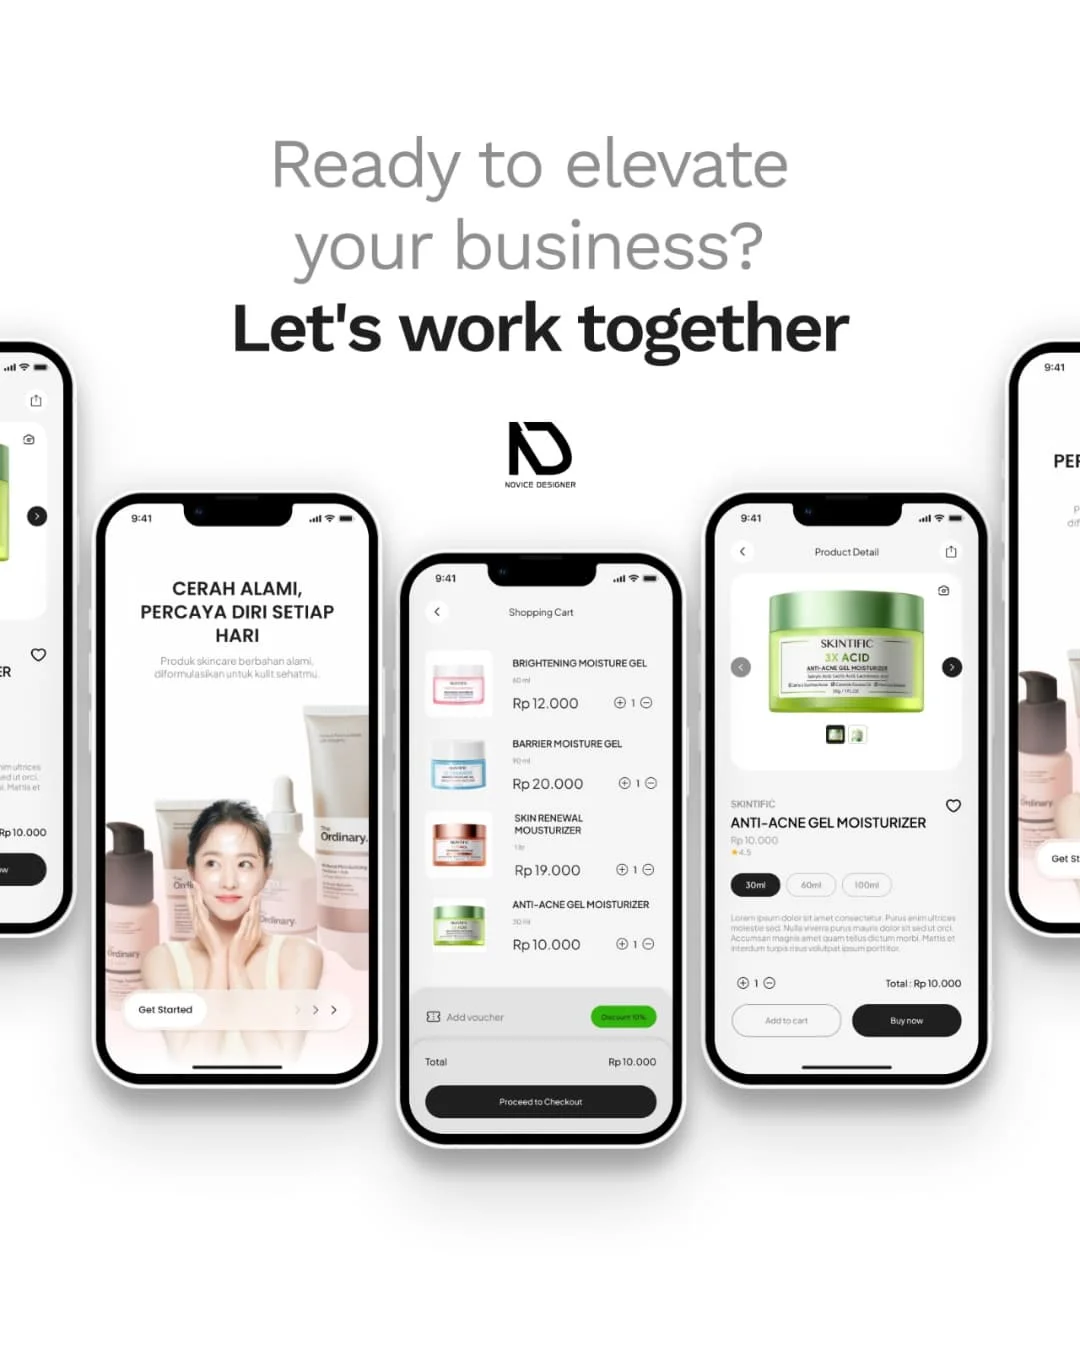 Ready to elevate
your business?
Let's work together
NOVICE DESIGNER
ER
nim ultrices
sed ut orci.
i. Mattis et
Rp 10.000
ow
9:41
CERAH ALAMI,
PERCAYA DIRI SETIAP
HARI
Produk skincare berbahan alami,
diformulasikan untuk kulit sehatmu.
The
Ordinary.
Ordinary.
Get Started
9:41
Shopping Cart
BRIGHTENING MOISTURE GEL
60 ml
Rp 12.000
1
BARRIER MOISTURE GEL
90 ml
Rp 20.000
1
SKIN RENEWAL
MOUSTURIZER
Rp 19.000
1
ANTI-ACNE GEL MOISTURIZER
30 ml
Rp 10.000
1
Add voucher
Discount 10%
Total
Rp 10.000
Proceed to Checkout
9:41
Product Detail
SKINTIFIC
3X ACID
ANTI-ACNE GEL MOISTURIZER
SKINTIFIC
ANTI-ACNE GEL MOISTURIZER
Rp 10.000
4.5
30ml
60ml
100ml
Lorem ipsum dolor sit amet consectetur. Purus enim ultrices
molestie sed. Nulla viverra purus mauris dolor sit sed ut orci.
Accumsan magnis amet quam tellus dictum morbi. Mattis et
interdum turpis risus volutpat ipsum porttitor.
1
Total : Rp 10.000
Add to cart
Buy now
9:41
PER
P
dif
Get St